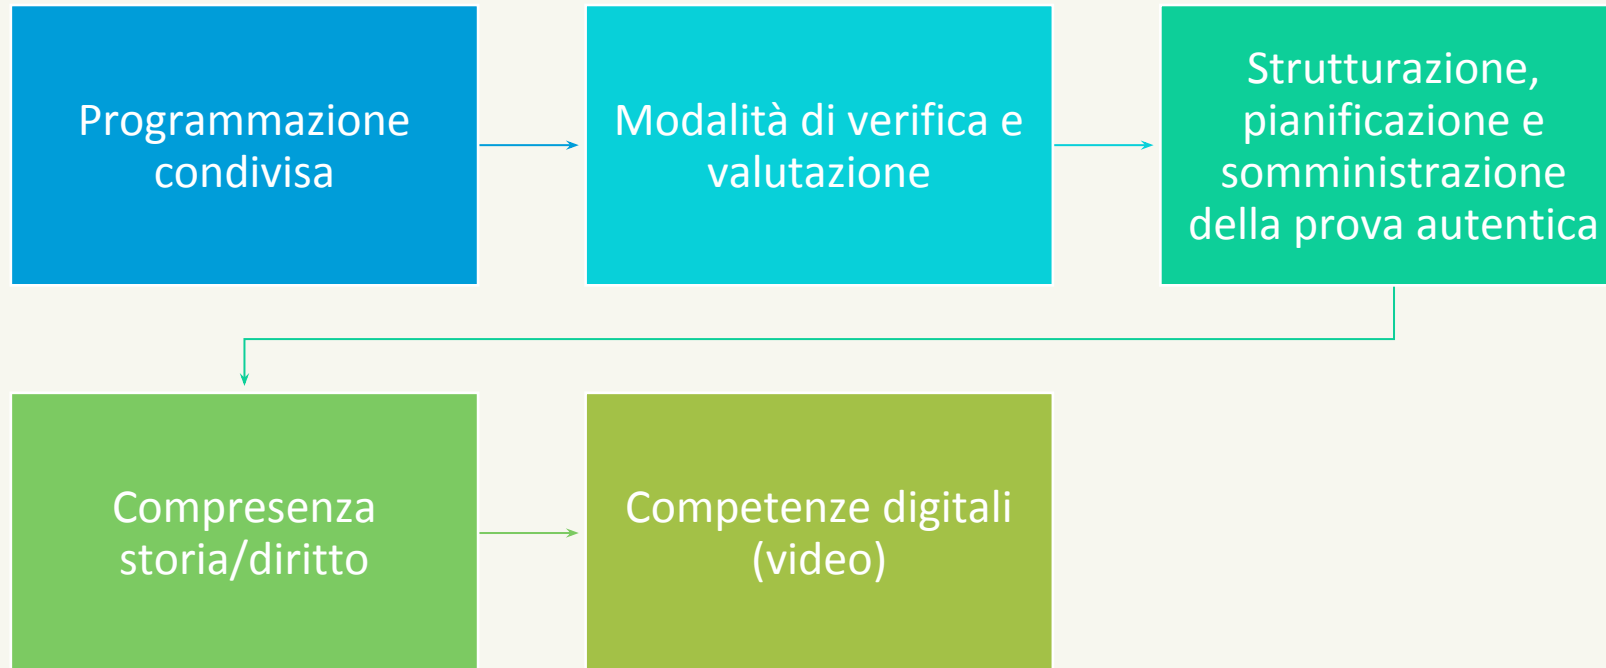 Programmazione
condivisa
Modalità di verifica e
valutazione
Strutturazione,
pianificazione e
somministrazione
della prova autentica
Compresenza
storia/diritto
Competenze digitali
(video)